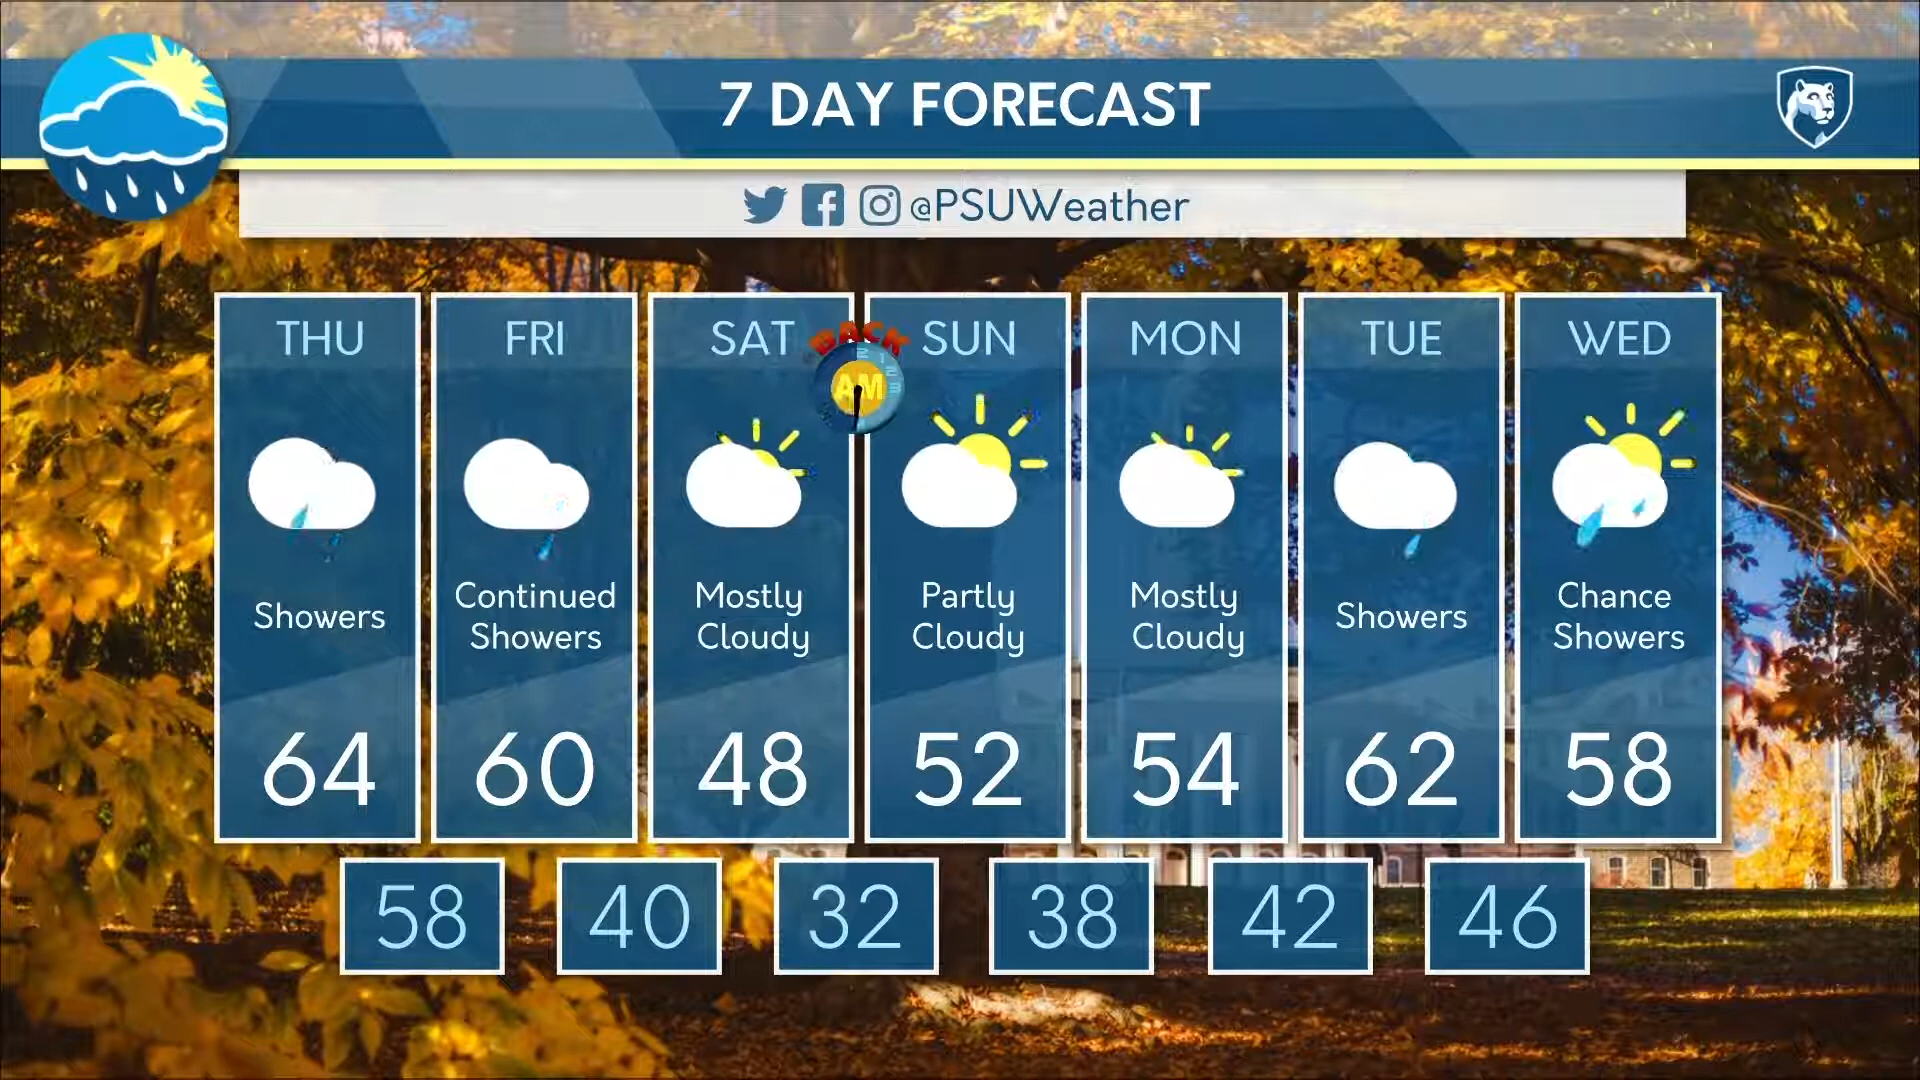 7 DAY FORECAST
@PSUWeather
THU
FRI
SAT
BACK
AM
SUN
MON
TUE
WED
Showers
Continued
Showers
Mostly
Cloudy
Partly
Cloudy
Mostly
Cloudy
Showers
Chance
Showers
64
60
48
52
54
62
58
58
40
32
38
42
46